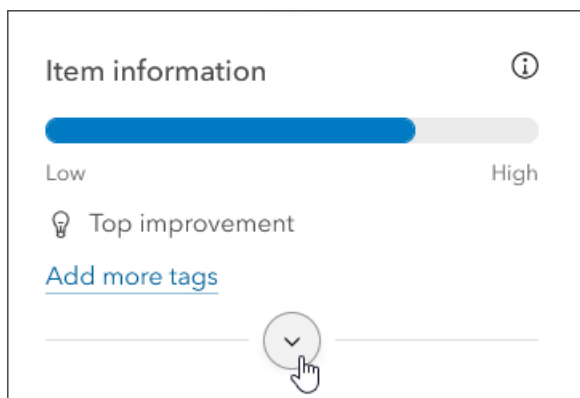 Item information
Low
High
Top improvement
Add more tags